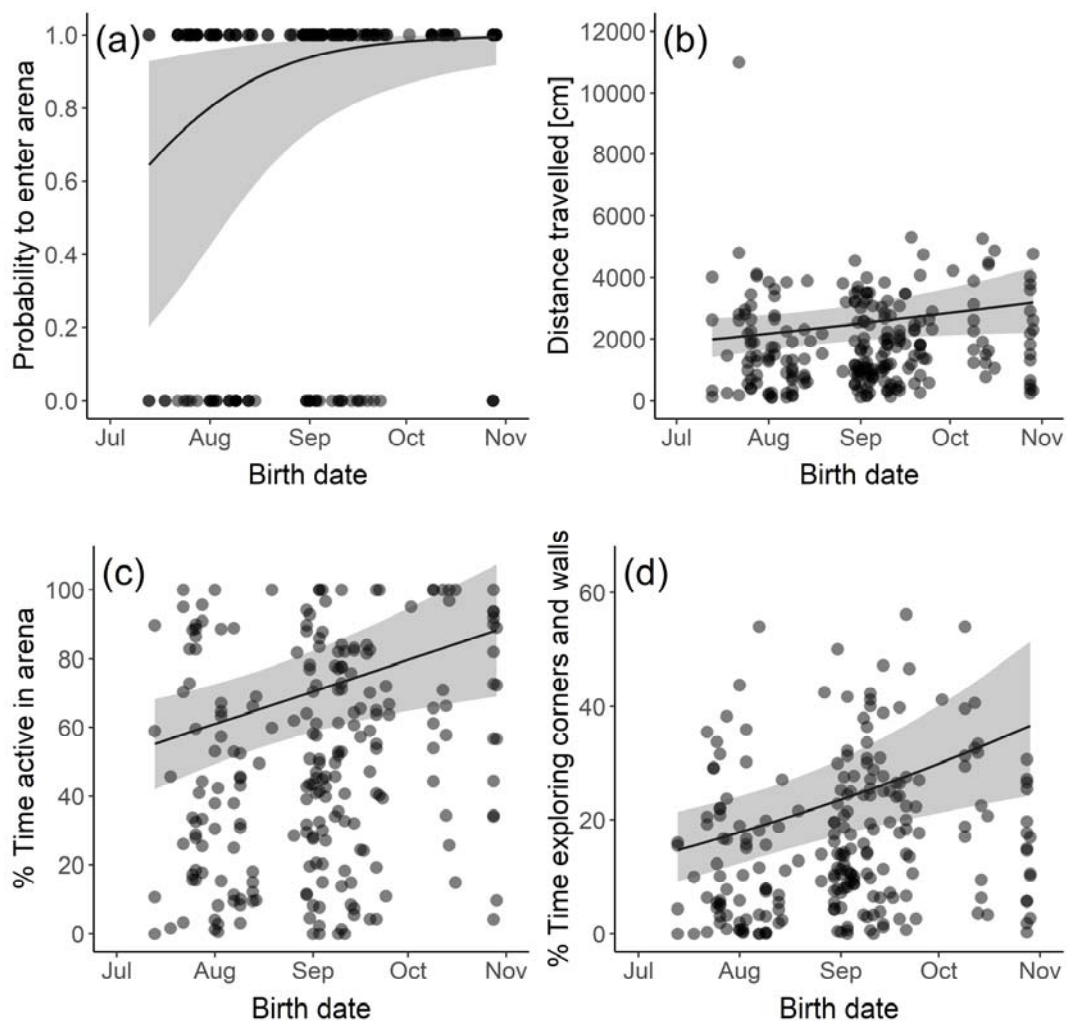 (a)
Probability to enter arena
1.0
0.8
0.6
0.4
0.2
0.0
Jul Aug Sep Oct Nov
Birth date
(b)
Distance travelled [cm]
12000
10000
8000
6000
4000
2000
0
Jul Aug Sep Oct Nov
Birth date
(c)
% Time active in arena
100
80
60
40
20
0
Jul Aug Sep Oct Nov
Birth date
(d)
% Time exploring corners and walls
60
40
20
0
Jul Aug Sep Oct Nov
Birth date